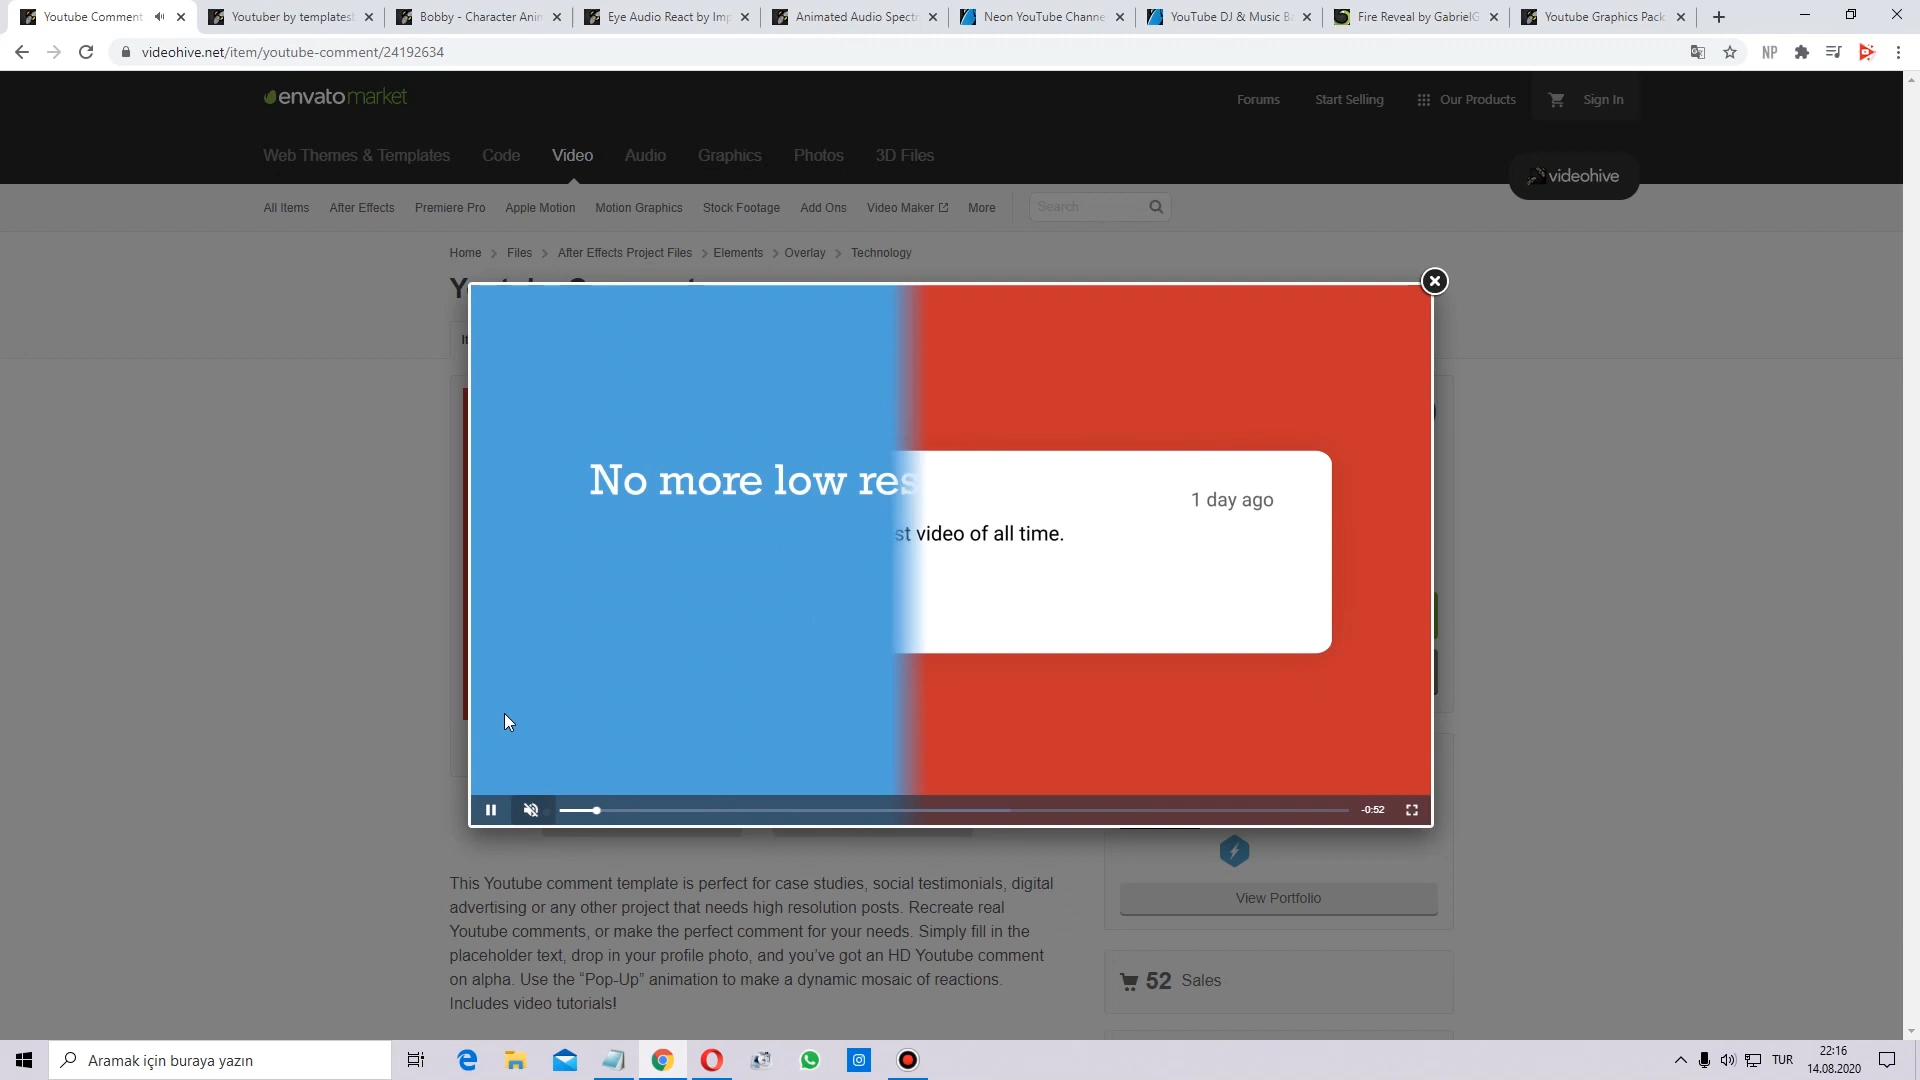 Youtube Comment
Youtuber by templatest
Bobby - Character Anim
Eye Audio React by Imp
Animated Audio Spectr
Neon YouTube Channe
YouTube DJ & Music B
Fire Reveal by GabrielG
Youtube Graphics Pack
videohive.net/item/youtube-comment/24192634
NP
envatomarket
Forums
Start Selling
Our Products
Sign In
Web Themes & Templates
Code
Video
Audio
Graphics
Photos
3D Files
videohive
All Items
After Effects
Premiere Pro
Apple Motion
Motion Graphics
Stock Footage
Add Ons
Video Maker
More
Search
Home
Files
After Effects Project Files
Elements
Overlay
Technology
No more low res
1 day ago
st video of all time.
-0:52
This Youtube comment template is perfect for case studies, social testimonials, digital
advertising or any other project that needs high resolution posts. Recreate real
Youtube comments, or make the perfect comment for your needs. Simply fill in the
placeholder text, drop in your profile photo, and you've got an HD Youtube comment
on alpha. Use the “Pop-Up” animation to make a dynamic mosaic of reactions.
Includes video tutorials!
View Portfolio
52 Sales
Aramak için buraya yazın
TUR
22:16
14.08.2020